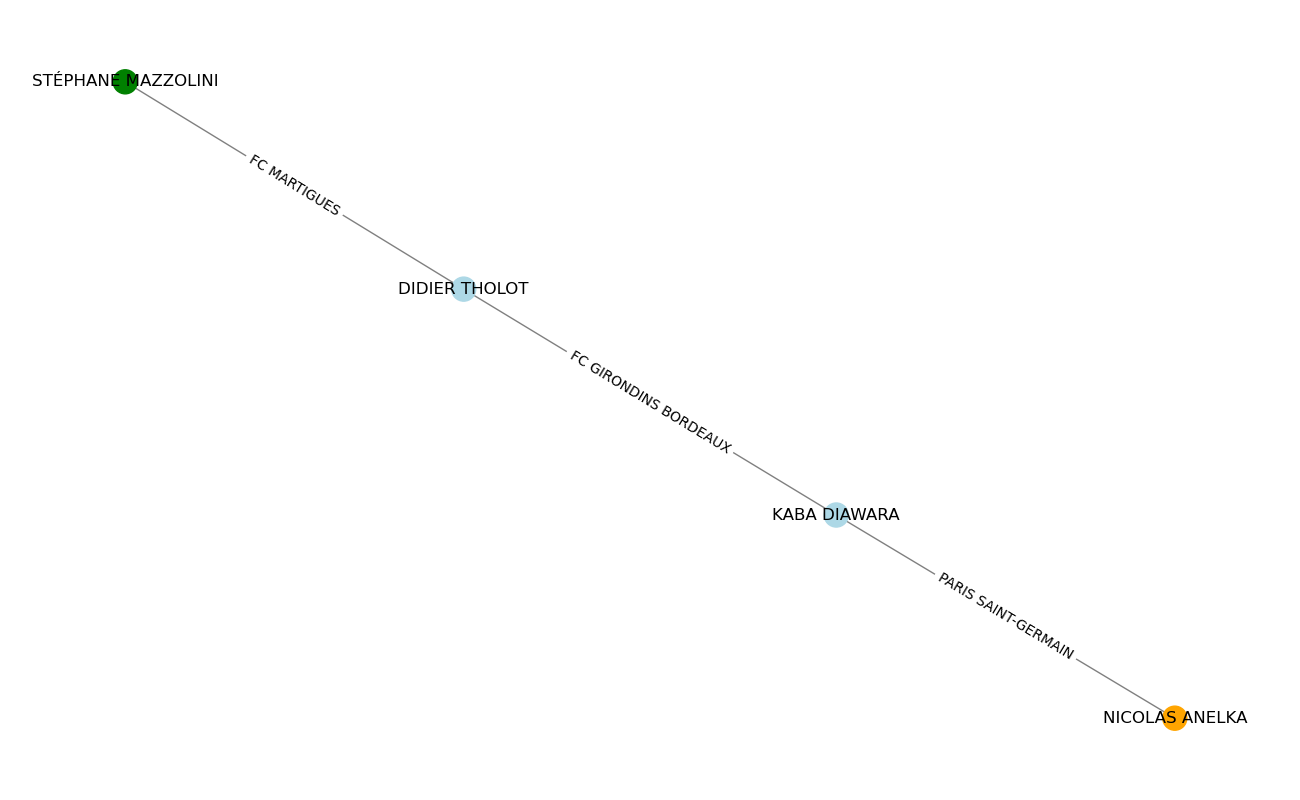 STÉPHANE MAZZOLINI
FC MARTIGUES
DIDIER THOLOT
FC GIRONDINS BORDEAUX
KABA DIAWARA
PARIS SAINT-GERMAIN
NICOLAS ANELKA